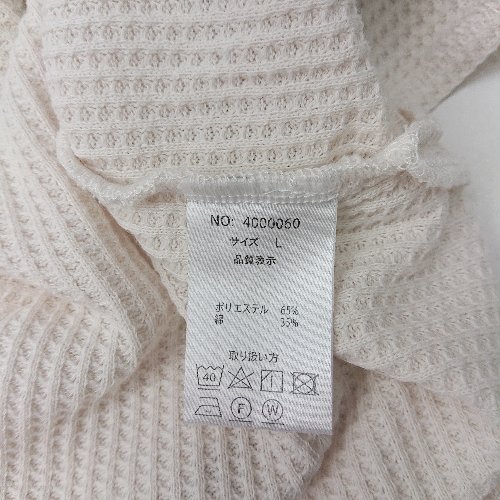 NO: 4000060
サイズ L
品質表示
ポリエステル 65%
綿 35%
取り扱い方
40
F W